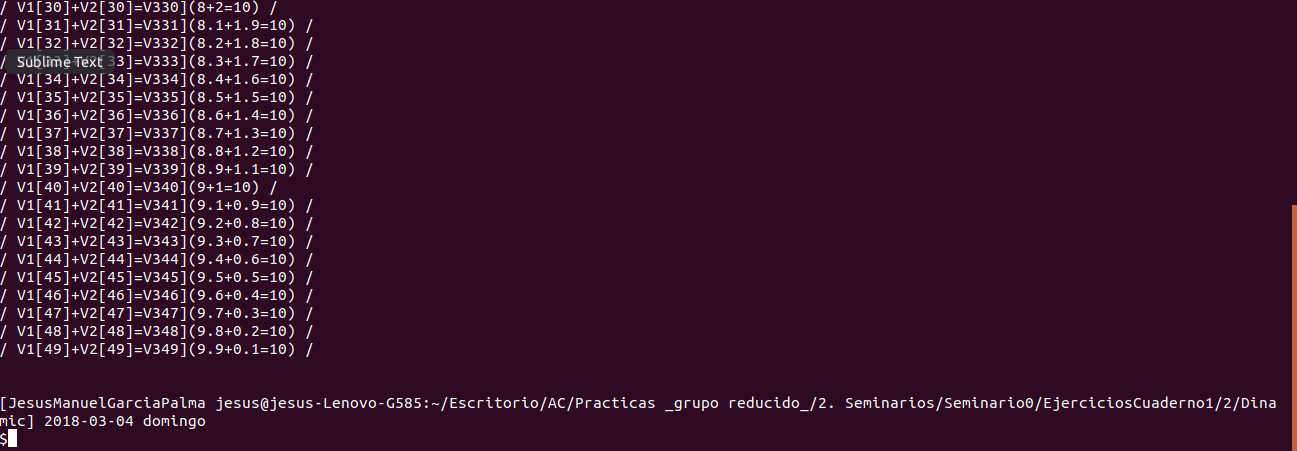 / V1[30]+V2[30]=V330](8+2=10) /
/ V1[31]+V2[31]=V331](8.1+1.9=10) /
/ V1[32]+V2[32]=V332](8.2+1.8=10) /
/ V1[33]+V2[33]=V333](8.3+1.7=10) /
Sublime Text
/ V1[34]+V2[34]=V334](8.4+1.6=10) /
/ V1[35]+V2[35]=V335](8.5+1.5=10) /
/ V1[36]+V2[36]=V336](8.6+1.4=10) /
/ V1[37]+V2[37]=V337](8.7+1.3=10) /
/ V1[38]+V2[38]=V338](8.8+1.2=10) /
/ V1[39]+V2[39]=V339](8.9+1.1=10) /
/ V1[40]+V2[40]=V340](9+1=10) /
/ V1[41]+V2[41]=V341](9.1+0.9=10) /
/ V1[42]+V2[42]=V342](9.2+0.8=10) /
/ V1[43]+V2[43]=V343](9.3+0.7=10) /
/ V1[44]+V2[44]=V344](9.4+0.6=10) /
/ V1[45]+V2[45]=V345](9.5+0.5=10) /
/ V1[46]+V2[46]=V346](9.6+0.4=10) /
/ V1[47]+V2[47]=V347](9.7+0.3=10) /
/ V1[48]+V2[48]=V348](9.8+0.2=10) /
/ V1[49]+V2[49]=V349](9.9+0.1=10) /
[JesusManuelGarciaPalma jesus@jesus-Lenovo-G585:~/Escritorio/AC/Practicas _grupo reducido_/2. Seminarios/Seminario0/EjerciciosCuaderno1/2/Dina
mic] 2018-03-04 domingo
$